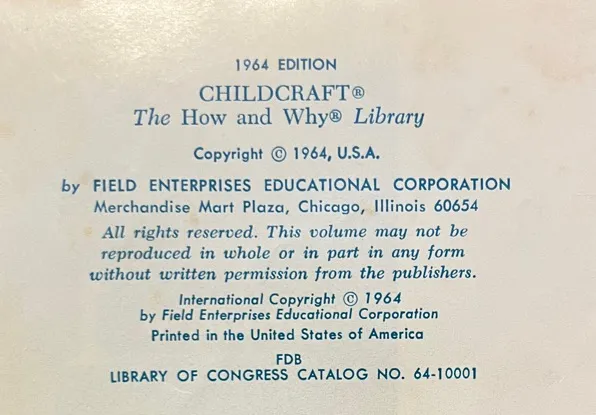 1964 EDITION
CHILDCRAFT®
The How and Why® Library
Copyright © 1964, U.S.A.
by FIELD ENTERPRISES EDUCATIONAL CORPORATION
Merchandise Mart Plaza, Chicago, Illinois 60654
All rights reserved. This volume may not be
reproduced in whole or in part in any form
without written permission from the publishers.
International Copyright © 1964
by Field Enterprises Educational Corporation
Printed in the United States of America
FDB
LIBRARY OF CONGRESS CATALOG NO. 64-10001